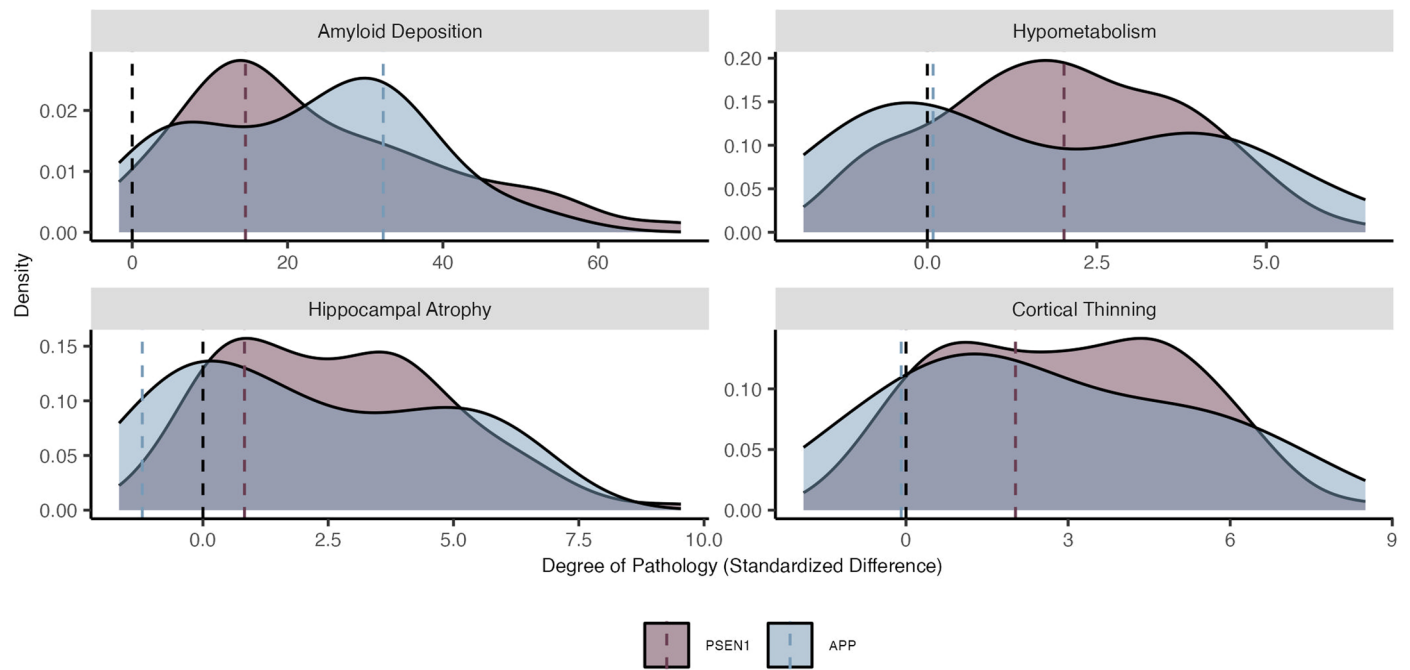 Amyloid Deposition
Hypometabolism
0.02
0.01
0.00
0 20 40 60
0.20
0.15
0.10
0.05
0.00
0.0 2.5 5.0
Density
Hippocampal Atrophy
Cortical Thinning
0.15
0.10
0.05
0.00
0.0 2.5 5.0 7.5 10.0
0.10
0.05
0.00
0 3 6 9
Degree of Pathology (Standardized Difference)
PSEN1 APP